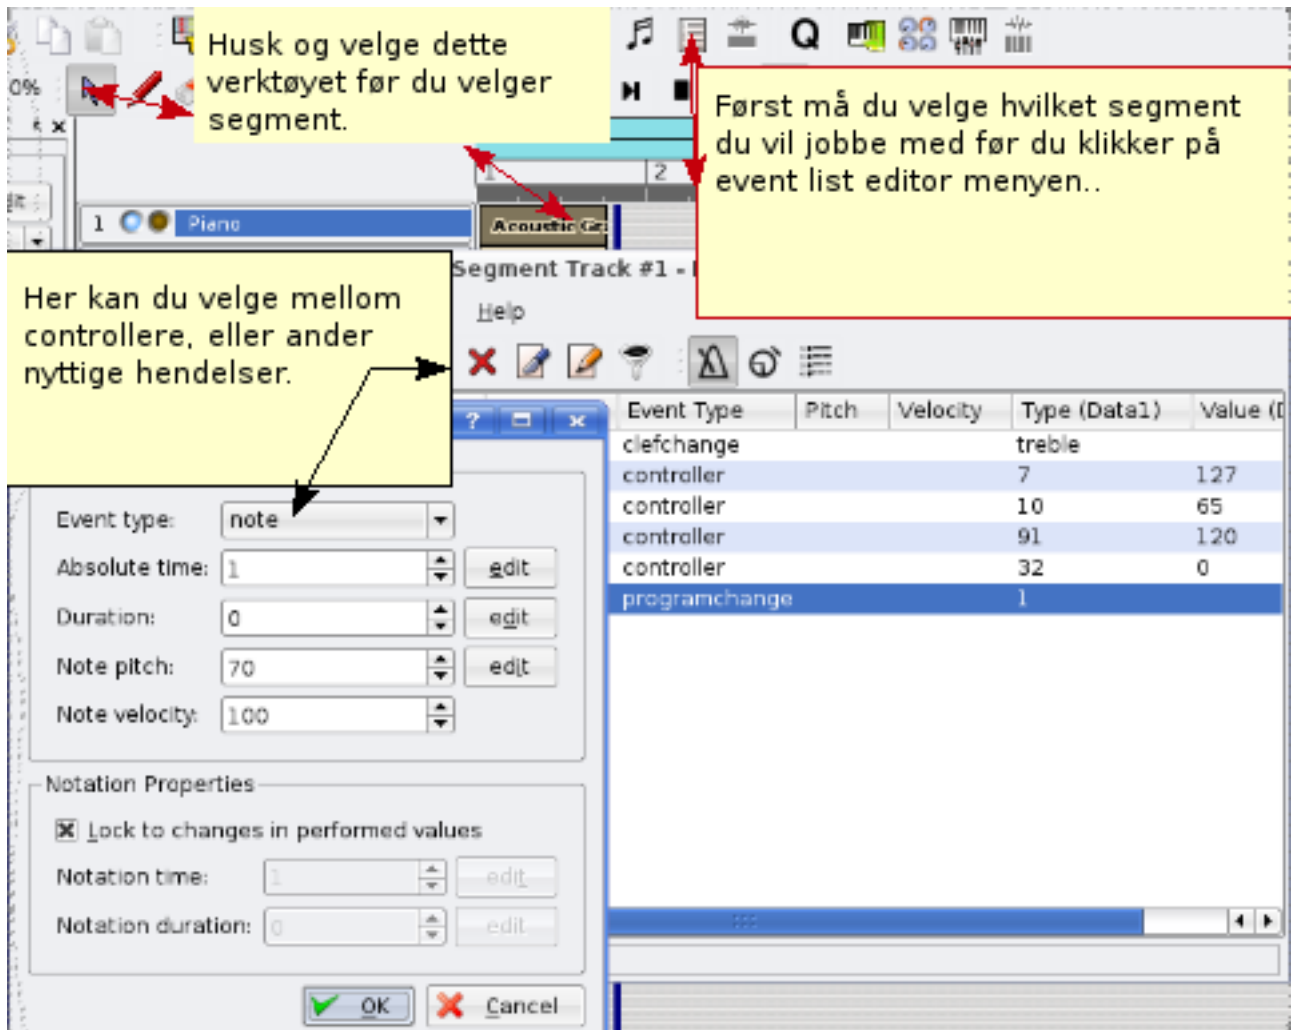 Husk og velge dette
verktøyet før du velger
segment.
Q
0%
Først må du velge hvilket segment
du vil jobbe med før du klikker på
event list editor menyen..
1
2
1 Piano
Acoustic Gr
Segment Track #1 -
Her kan du velge mellom
controllere, eller ander
nyttige hendelser.
Help
Event Type Pitch Velocity Type (Data1) Value (D
clefchange treble
controller 7 127
controller 10 65
controller 91 120
controller 32 0
programchange 1
Event type: note
Absolute time: 1 edit
Duration: 0 edit
Note pitch: 70 edit
Note velocity: 100
Notation Properties
Lock to changes in performed values
Notation time: 1 edit
Notation duration: 0 edit
OK Cancel